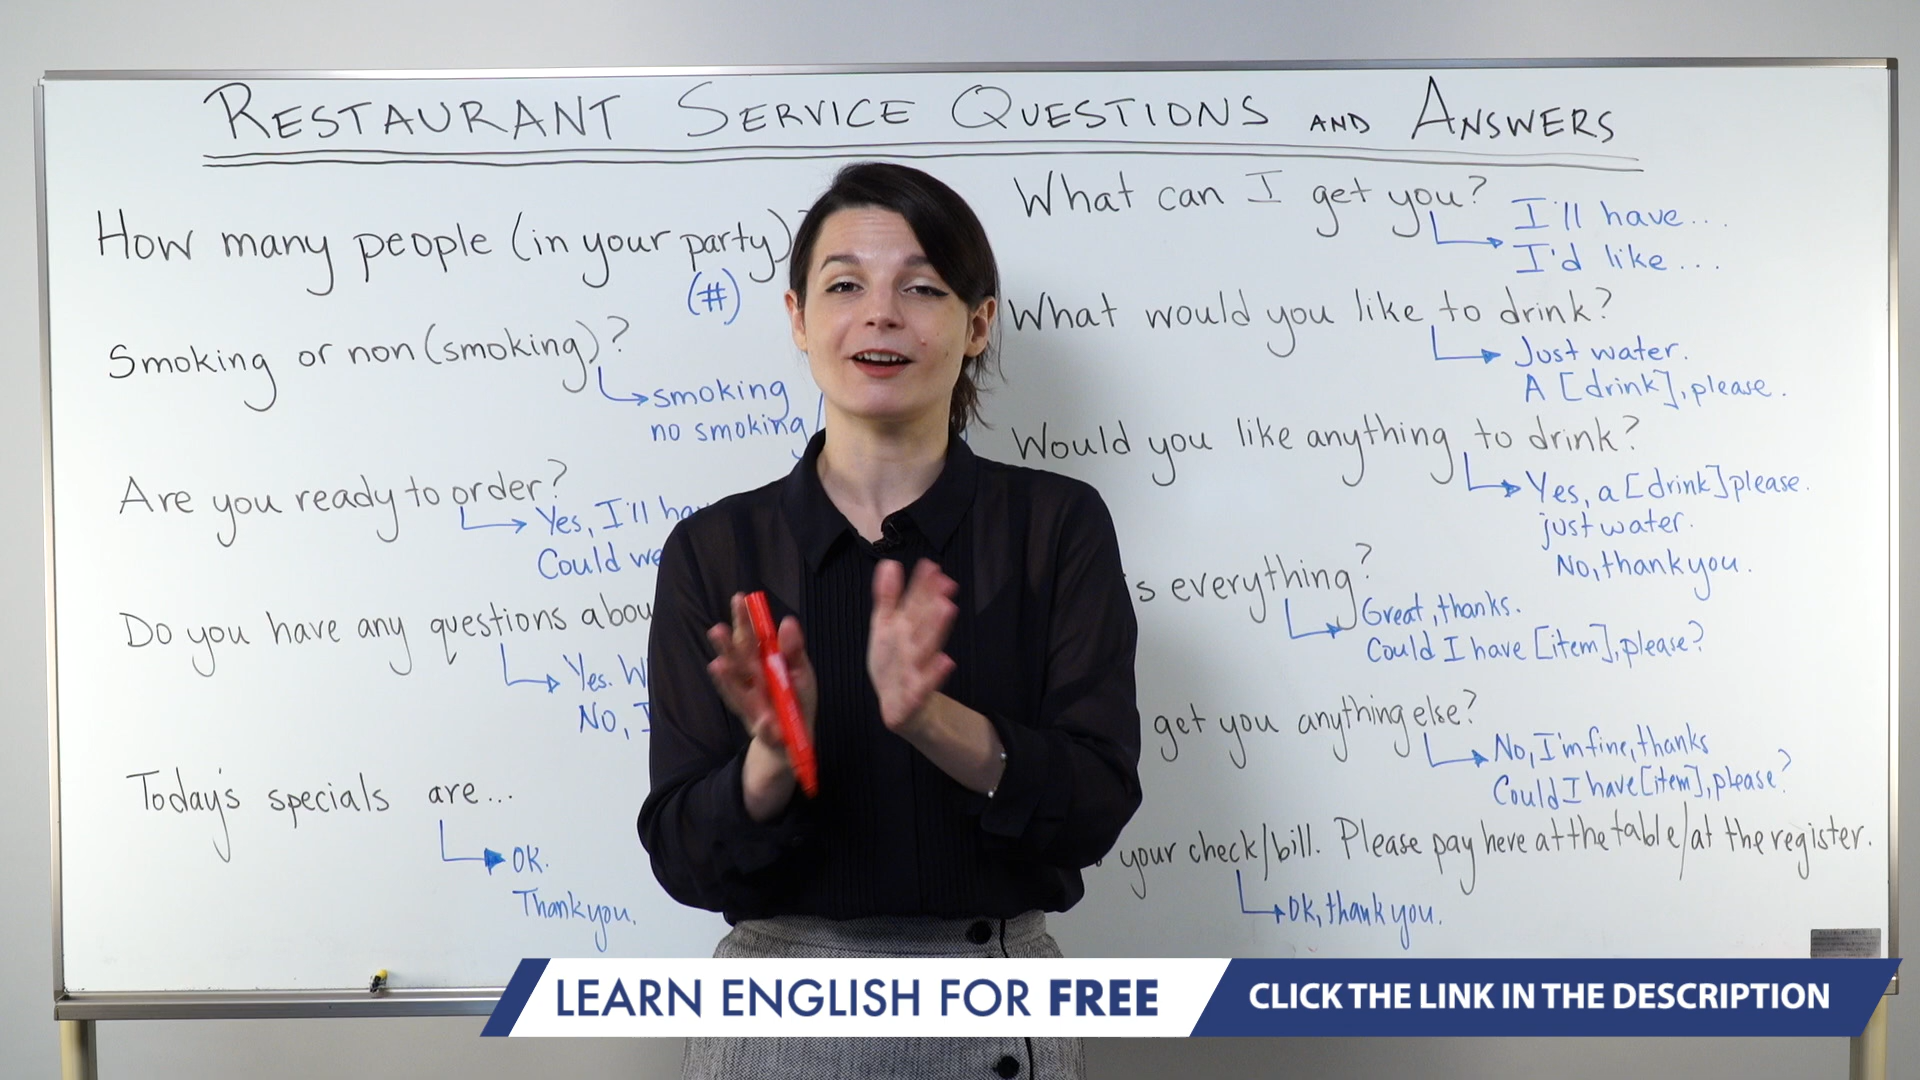 RESTAURANT SERVICE QUESTIONS AND ANSWERS
How many people (in your party)
(#)
Smoking or non (smoking)?
smoking
no smoking
Are you ready to order?
Yes, I'll
Could
Do you have any questions
Yes.
No,
Today's specials are...
OK.
Thank you.
What can I get you?
I'll have...
I'd like...
What would you like to drink?
Just water.
A [drink], please.
Would you like anything to drink?
Yes, a [drink] please.
just water.
No, thank you.
everything?
Great, thanks.
Could I have [item], please?
get you anything else?
No, I'm fine, thanks
Could I have [item], please?
your check/bill. Please pay here at the table/at the register.
OK, thank you.
LEARN ENGLISH FOR FREE
CLICK THE LINK IN THE DESCRIPTION